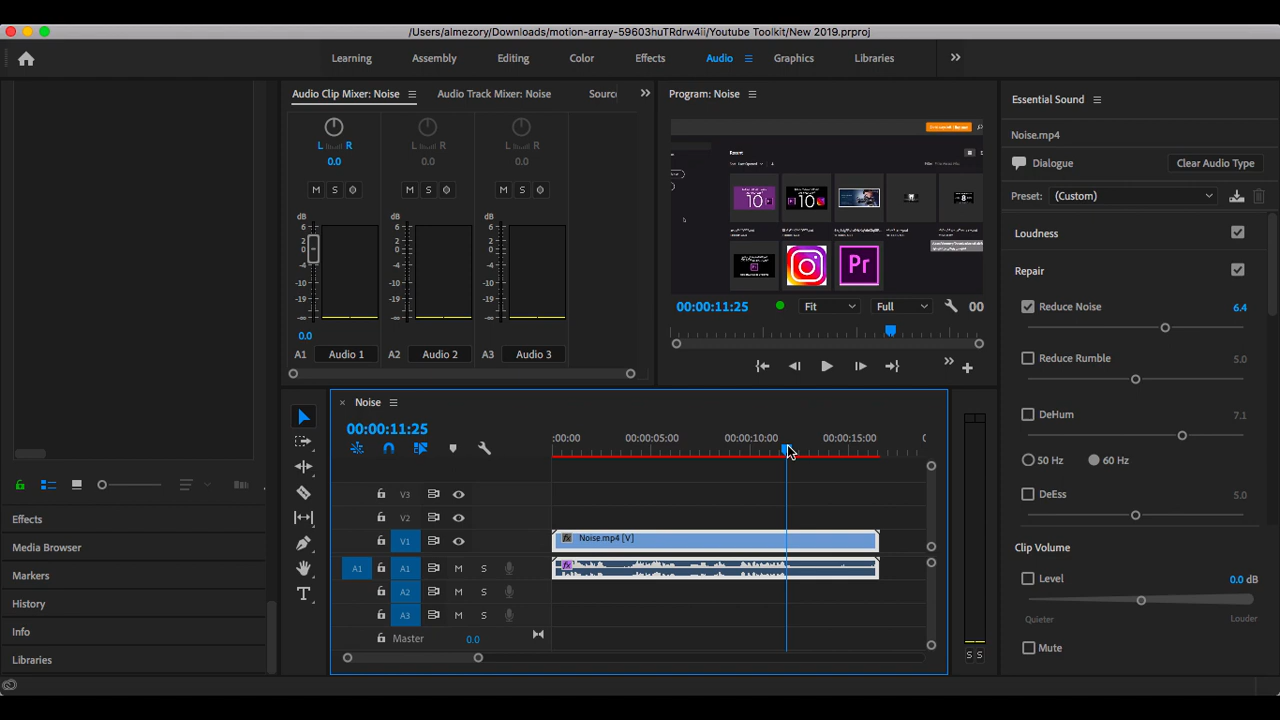 /Users/almezory/Downloads/motion-array-59603huTRdrw4ii/Youtube Toolkit/New 2019.prproj
Learning Assembly Editing Color Effects Audio Graphics Libraries
Audio Clip Mixer: Noise Audio Track Mixer: Noise Sourc
L R L R L R
0.0 0.0 0.0
M S M S M S
dB dB dB
6 6 6
2 2 2
0 0 0
-4 -4 -4
-10 -10 -10
-19 -19 -19
-∞ -∞ -∞
0.0
A1 Audio 1 A2 Audio 2 A3 Audio 3
Program: Noise
Recent
10 10 8
Pr
00:00:11:25 Fit Full 00
Essential Sound
Noise.mp4
Dialogue Clear Audio Type
Preset: (Custom)
Loudness
Repair
Reduce Noise 6.4
Reduce Rumble 5.0
DeHum 7.1
50 Hz 60 Hz
DeEss 5.0
Clip Volume
Level 0.0 dB
Quieter Louder
Mute
× Noise
00:00:11:25
:00:00 00:00:05:00 00:00:10:00 00:00:15:00
V3
V2
V1 Noise.mp4 [V]
fx
A1 A1 M S fx
A2 M S
A3 M S
Master 0.0
S S
Effects
Media Browser
Markers
History
Info
Libraries